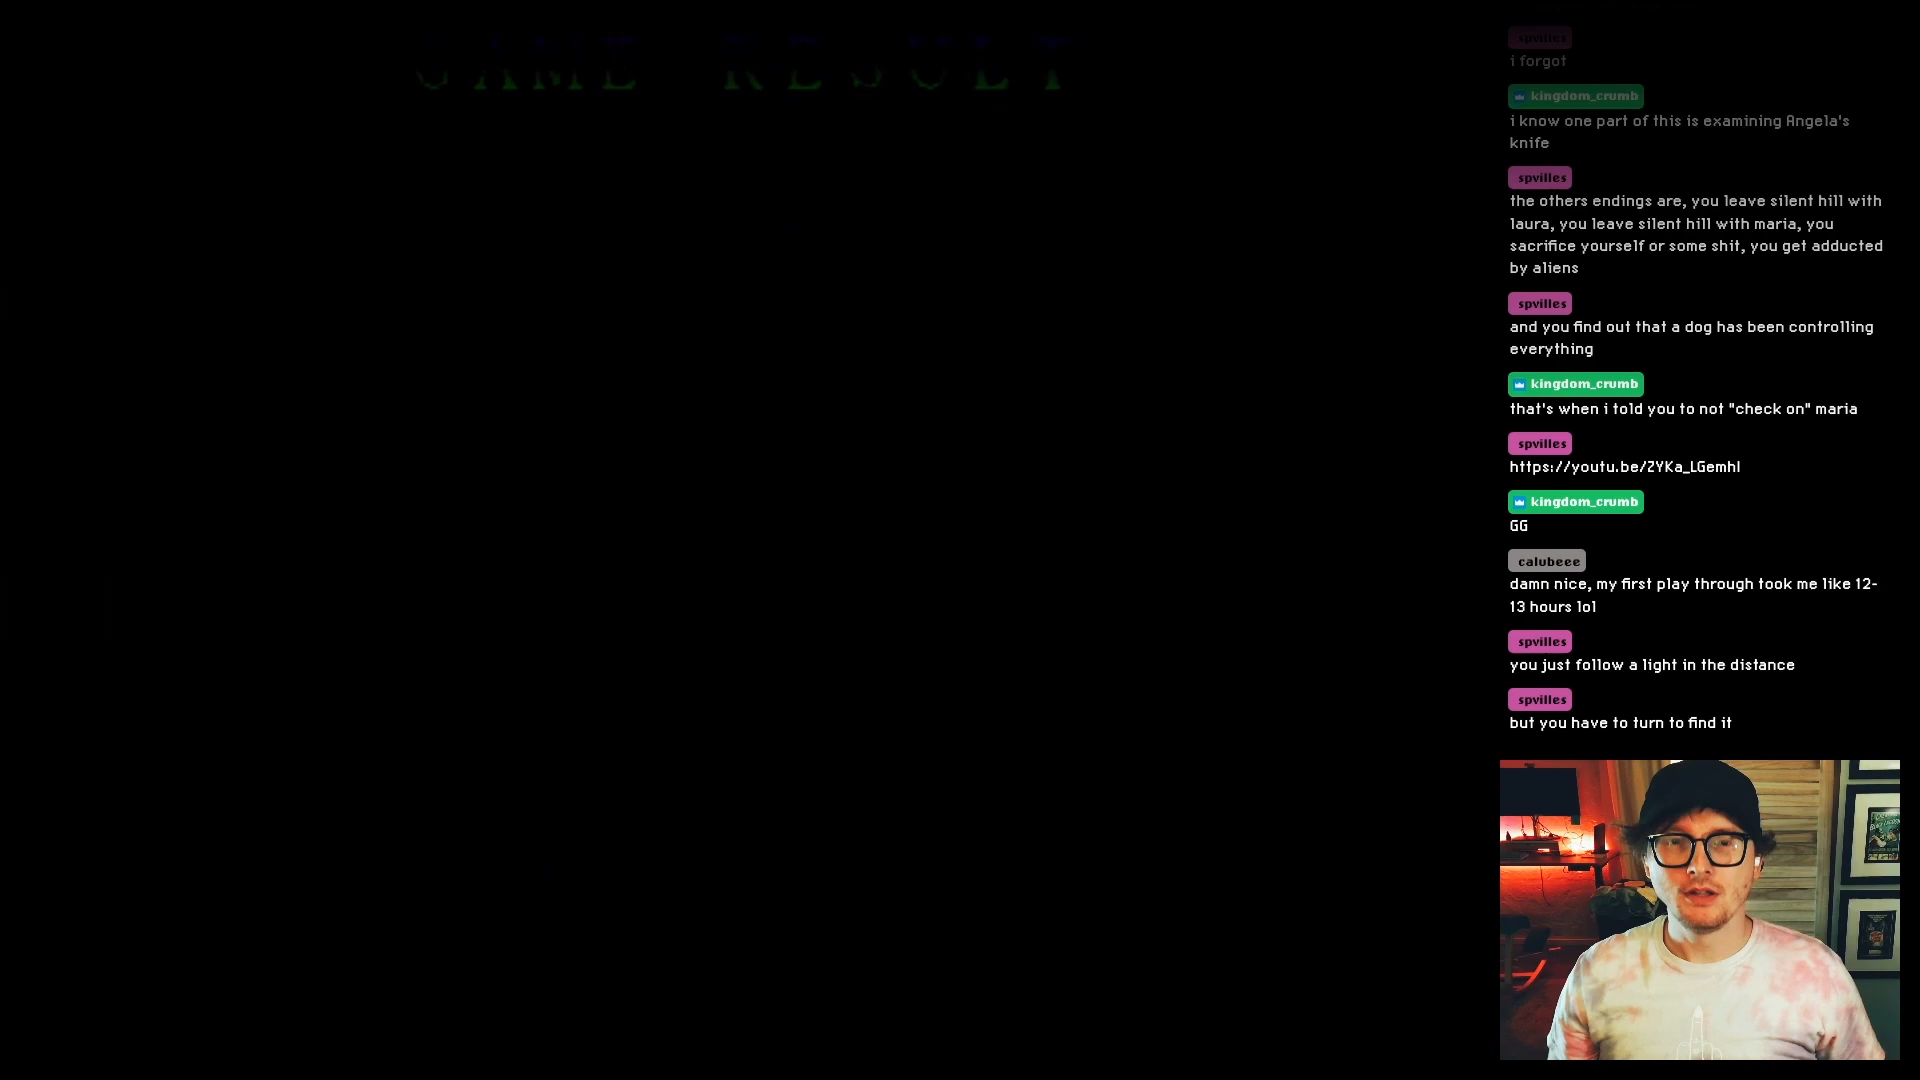 GAME RESULT
spvilles
i forgot
kingdom_crumb
i know one part of this is examining Angela's
knife
spvilles
the others endings are, you leave silent hill with
laura, you leave silent hill with maria, you
sacrifice yourself or some shit, you get adducted
by aliens
spvilles
and you find out that a dog has been controlling
everything
kingdom_crumb
that's when i told you to not "check on" maria
spvilles
https://youtu.be/ZYKa_LGemhI
kingdom_crumb
GG
calubeee
damn nice, my first play through took me like 12-
13 hours lol
spvilles
you just follow a light in the distance
spvilles
but you have to turn to find it